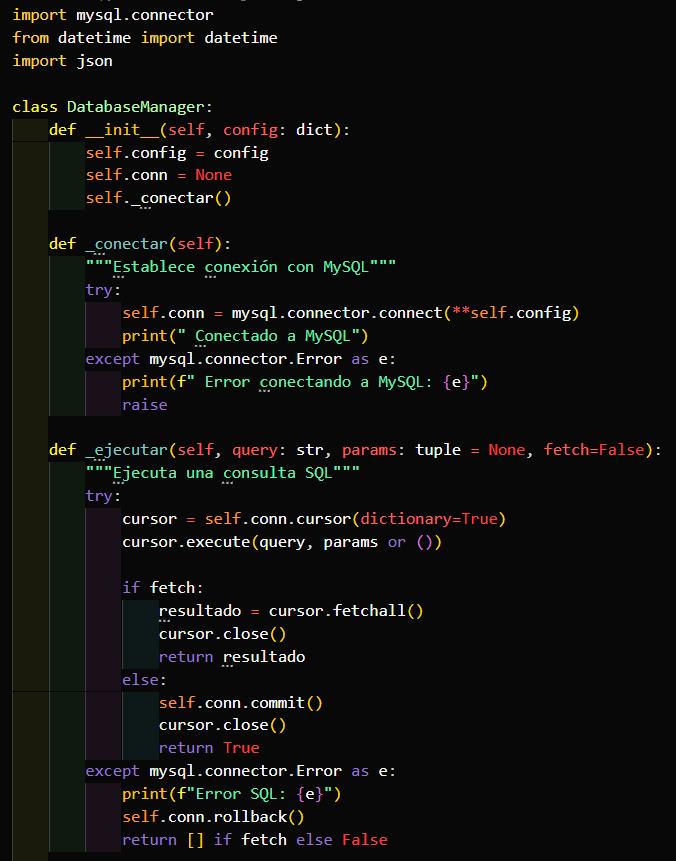 import mysql.connector
from datetime import datetime
import json

class DatabaseManager:
    def __init__(self, config: dict):
        self.config = config
        self.conn = None
        self._conectar()

    def _conectar(self):
        """Establece conexión con MySQL"""
        try:
            self.conn = mysql.connector.connect(**self.config)
            print(" Conectado a MySQL")
        except mysql.connector.Error as e:
            print(f" Error conectando a MySQL: {e}")
            raise

    def _ejecutar(self, query: str, params: tuple = None, fetch=False):
        """Ejecuta una consulta SQL"""
        try:
            cursor = self.conn.cursor(dictionary=True)
            cursor.execute(query, params or ())

            if fetch:
                resultado = cursor.fetchall()
                cursor.close()
                return resultado
            else:
                self.conn.commit()
                cursor.close()
                return True
        except mysql.connector.Error as e:
            print(f"Error SQL: {e}")
            self.conn.rollback()
            return [] if fetch else False